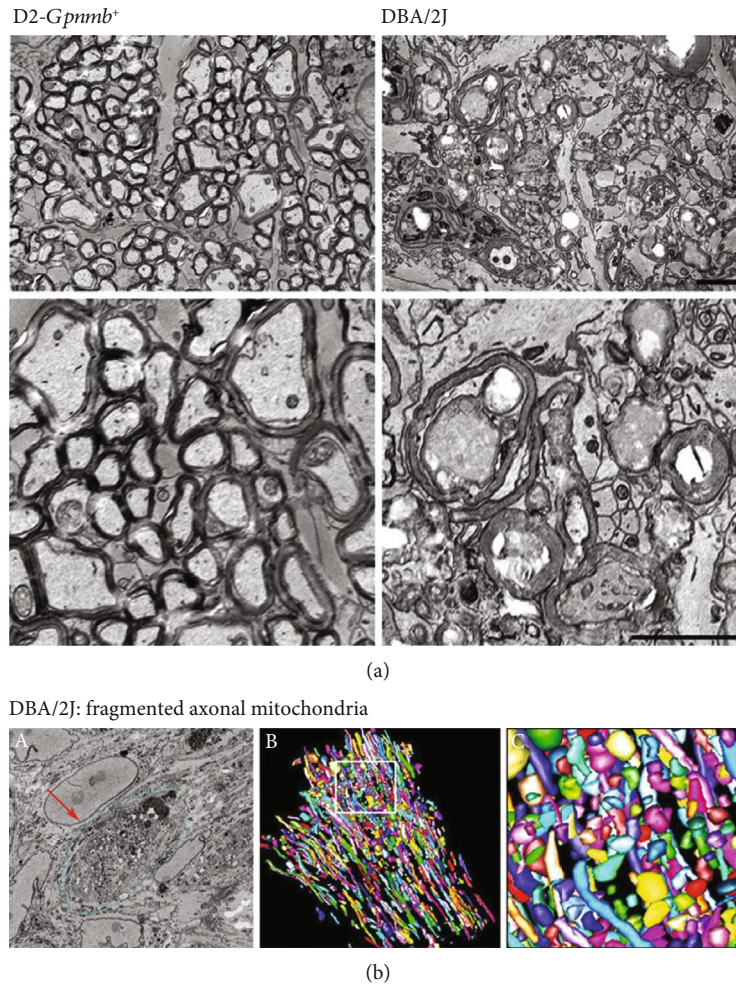 D2-Gpnmb⁺ DBA/2J
(a)
DBA/2J: fragmented axonal mitochondria
A B C
(b)